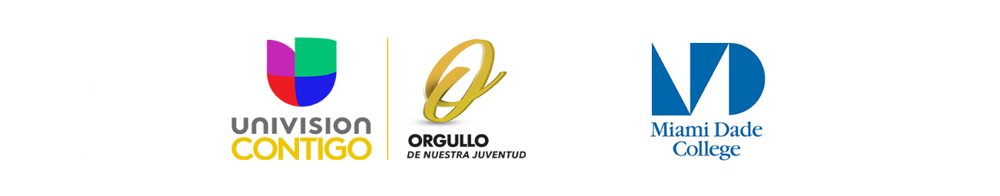 UNIVISION
CONTIGO
ORGULLO
DE NUESTRA JUVENTUD
Miami Dade
College